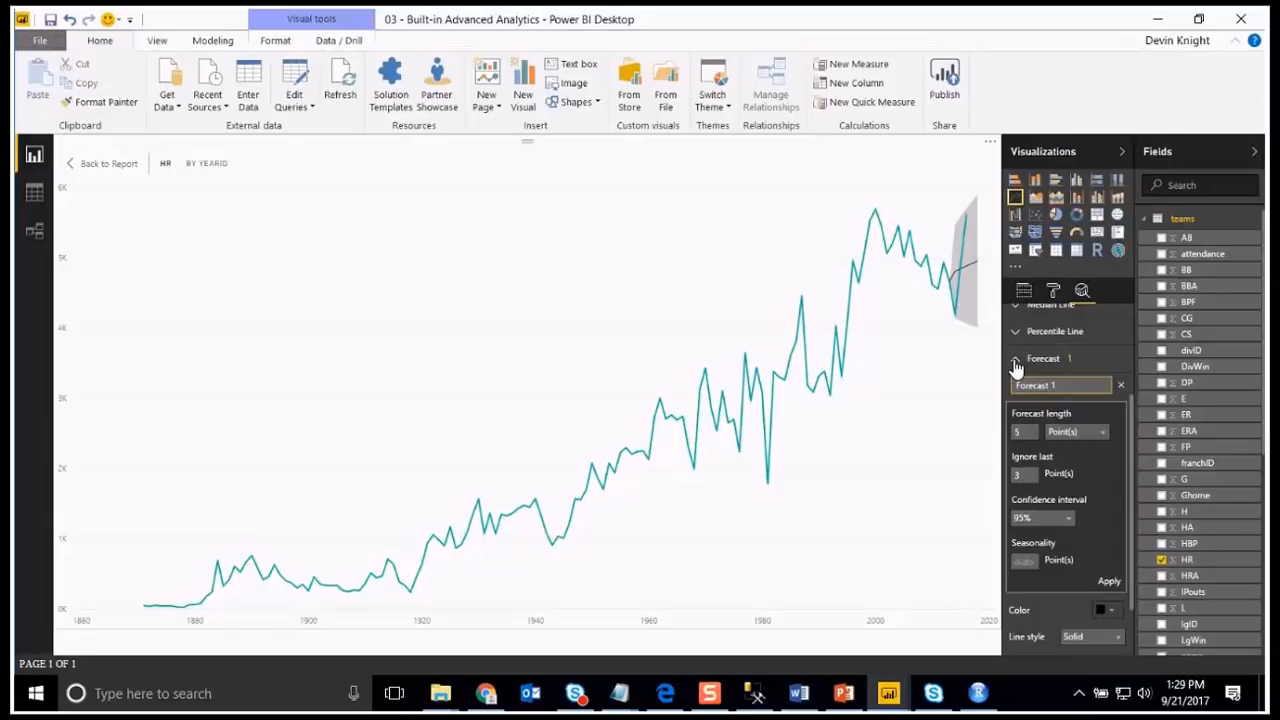 Visual tools
03 - Built-in Advanced Analytics - Power BI Desktop
File
Home
View
Modeling
Format
Data / Drill
Devin Knight
Paste
Cut
Copy
Format Painter
Clipboard
Get Data
Recent Sources
Enter Data
Edit Queries
Refresh
External data
Solution Templates
Partner Showcase
Resources
New Page
New Visual
Text box
Image
Shapes
Insert
From Store
From File
Custom visuals
Switch Theme
Themes
Manage Relationships
Relationships
New Measure
New Column
New Quick Measure
Calculations
Publish
Share
Back to Report
HR
BY YEARID
6K
5K
4K
3K
2K
1K
0K
1860
1880
1900
1920
1940
1960
1980
2000
2020
Visualizations
R
Median Line
Percentile Line
Forecast 1
Forecast 1
Forecast length
5 Point(s)
Ignore last
3 Point(s)
Confidence interval
95%
Seasonality
Auto Point(s)
Apply
Color
Line style Solid
Fields
Search
teams
AB
attendance
BB
BBA
BPF
CG
CS
divID
DivWin
E
ER
ERA
FP
franchID
G
Ghome
H
HA
HBP
HR
HRA
IPouts
L
lgID
LgWin
PAGE 1 OF 1
Type here to search
1:29 PM
9/21/2017